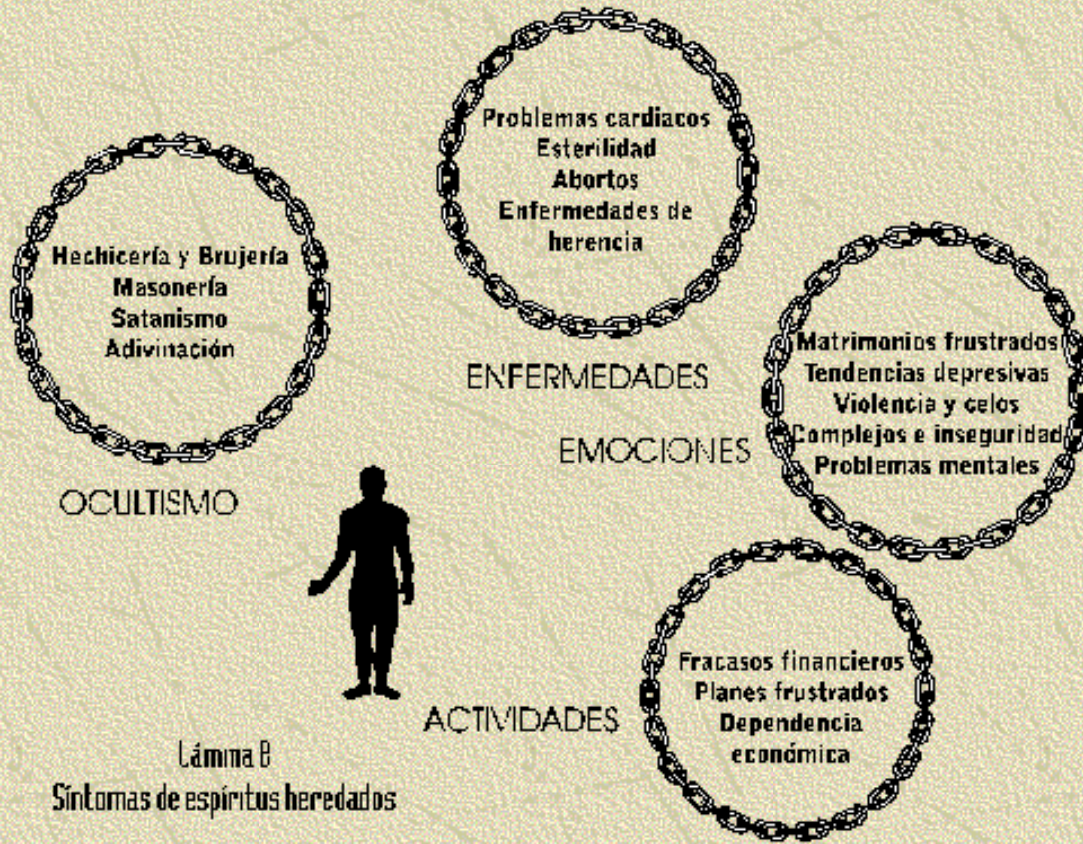 Problemas cardiacos
Esterilidad
Abortos
Enfermedades de
herencia
ENFERMEDADES
Hechicería y Brujería
Masonería
Satanismo
Adivinación
OCULTISMO
Matrimonios frustrados
Tendencias depresivas
Violencia y celos
Complejos e inseguridad
Problemas mentales
EMOCIONES
Fracasos financieros
Planes frustrados
Dependencia
económica
ACTIVIDADES
Lámina 8
Síntomas de espíritus heredados